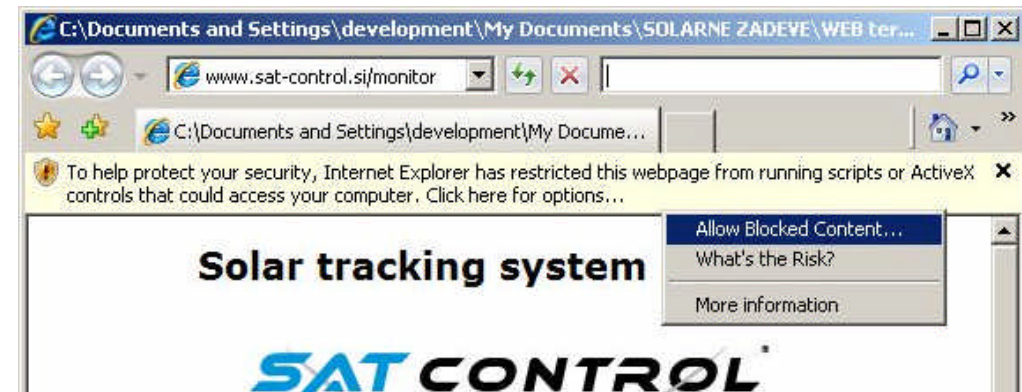 C:\Documents and Settings\development\My Documents\SOLARNE ZADEVE\WEB ter...
www.sat-control.si/monitor
C:\Documents and Settings\development\My Docume...
To help protect your security, Internet Explorer has restricted this webpage from running scripts or ActiveX
controls that could access your computer. Click here for options...
Allow Blocked Content...
What's the Risk?
More information
Solar tracking system
SAT CONTROL